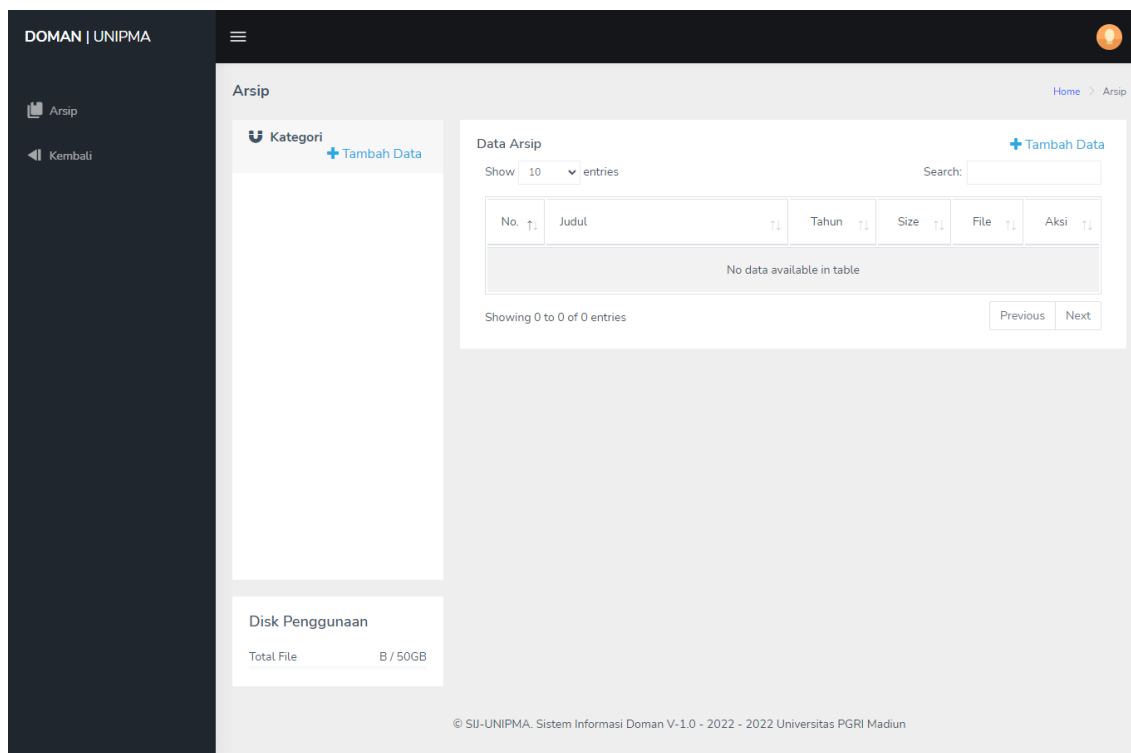 DOMAN | UNIPMA
Arsip
Kembali
Arsip
Home > Arsip
Kategori
Tambah Data
Data Arsip
Tambah Data
Show 10 entries
Search:
No. Judul Tahun Size File Aksi
No data available in table
Showing 0 to 0 of 0 entries
Previous Next
Disk Penggunaan
Total File B / 50GB
© SIJ-UNIPMA. Sistem Informasi Doman V-1.0 - 2022 - 2022 Universitas PGRI Madiun